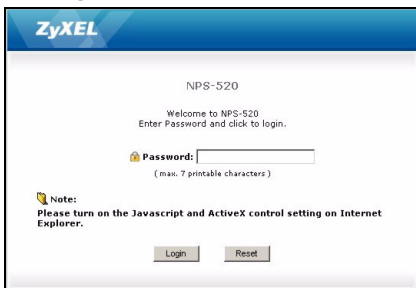 ZyXEL
NPS-520
Welcome to NPS-520
Enter Password and click to login.
Password:
( max. 7 printable characters )
Note:
Please turn on the Javascript and ActiveX control setting on Internet
Explorer.
Login Reset